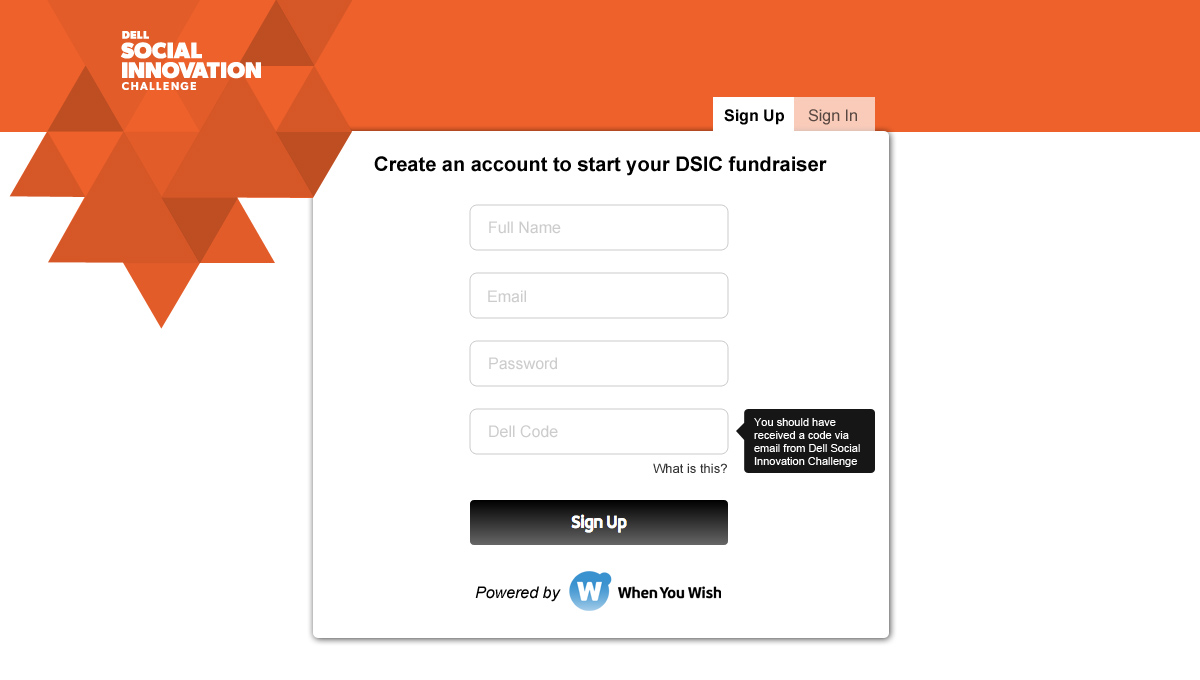 DELL
SOCIAL
INNOVATION
CHALLENGE
Sign Up
Sign In
Create an account to start your DSIC fundraiser
Full Name
Email
Password
Dell Code
You should have
received a code via
email from Dell Social
Innovation Challenge
What is this?
Sign Up
Powered by
W
When You Wish